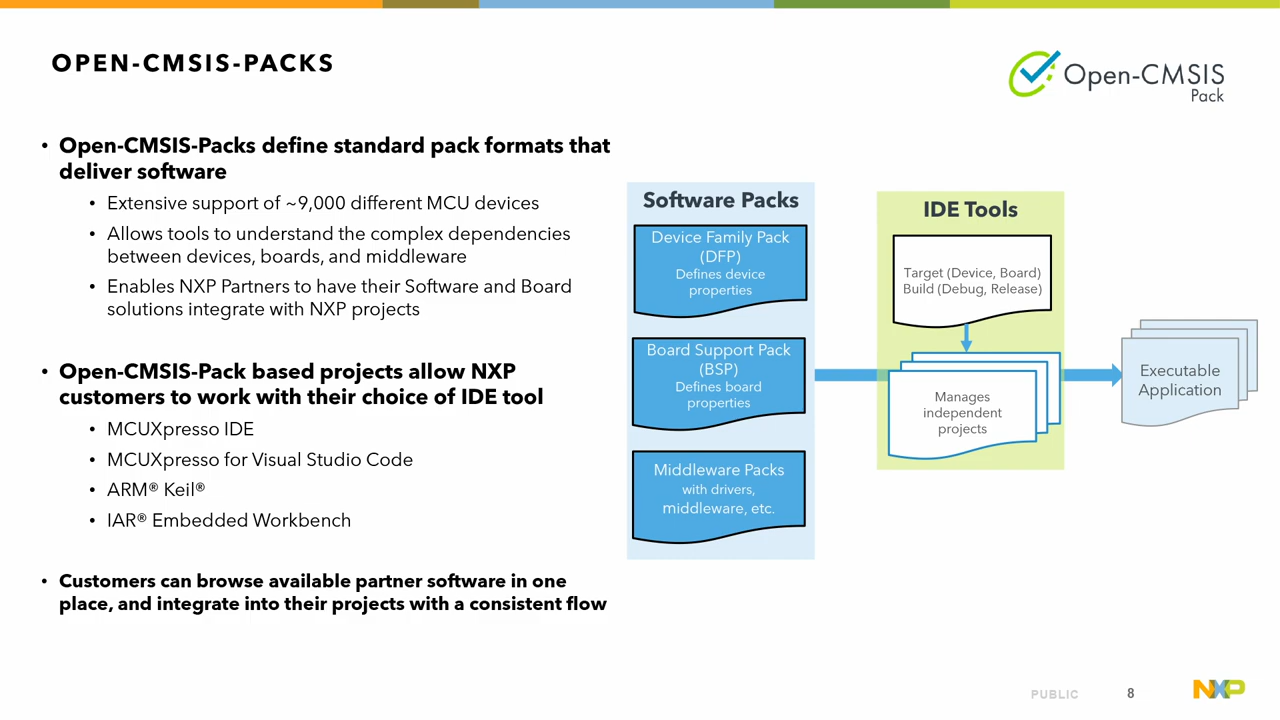 OPEN-CMSIS-PACKS
Open-CMSIS
Pack
• Open-CMSIS-Packs define standard pack formats that
deliver software
• Extensive support of ~9,000 different MCU devices
• Allows tools to understand the complex dependencies
between devices, boards, and middleware
• Enables NXP Partners to have their Software and Board
solutions integrate with NXP projects
• Open-CMSIS-Pack based projects allow NXP
customers to work with their choice of IDE tool
• MCUXpresso IDE
• MCUXpresso for Visual Studio Code
• ARM® Keil®
• IAR® Embedded Workbench
• Customers can browse available partner software in one
place, and integrate into their projects with a consistent flow
Software Packs
Device Family Pack
(DFP)
Defines device
properties
Board Support Pack
(BSP)
Defines board
properties
Middleware Packs
with drivers,
middleware, etc.
IDE Tools
Target (Device, Board)
Build (Debug, Release)
Manages
independent
projects
Executable
Application
PUBLIC
8
NXP